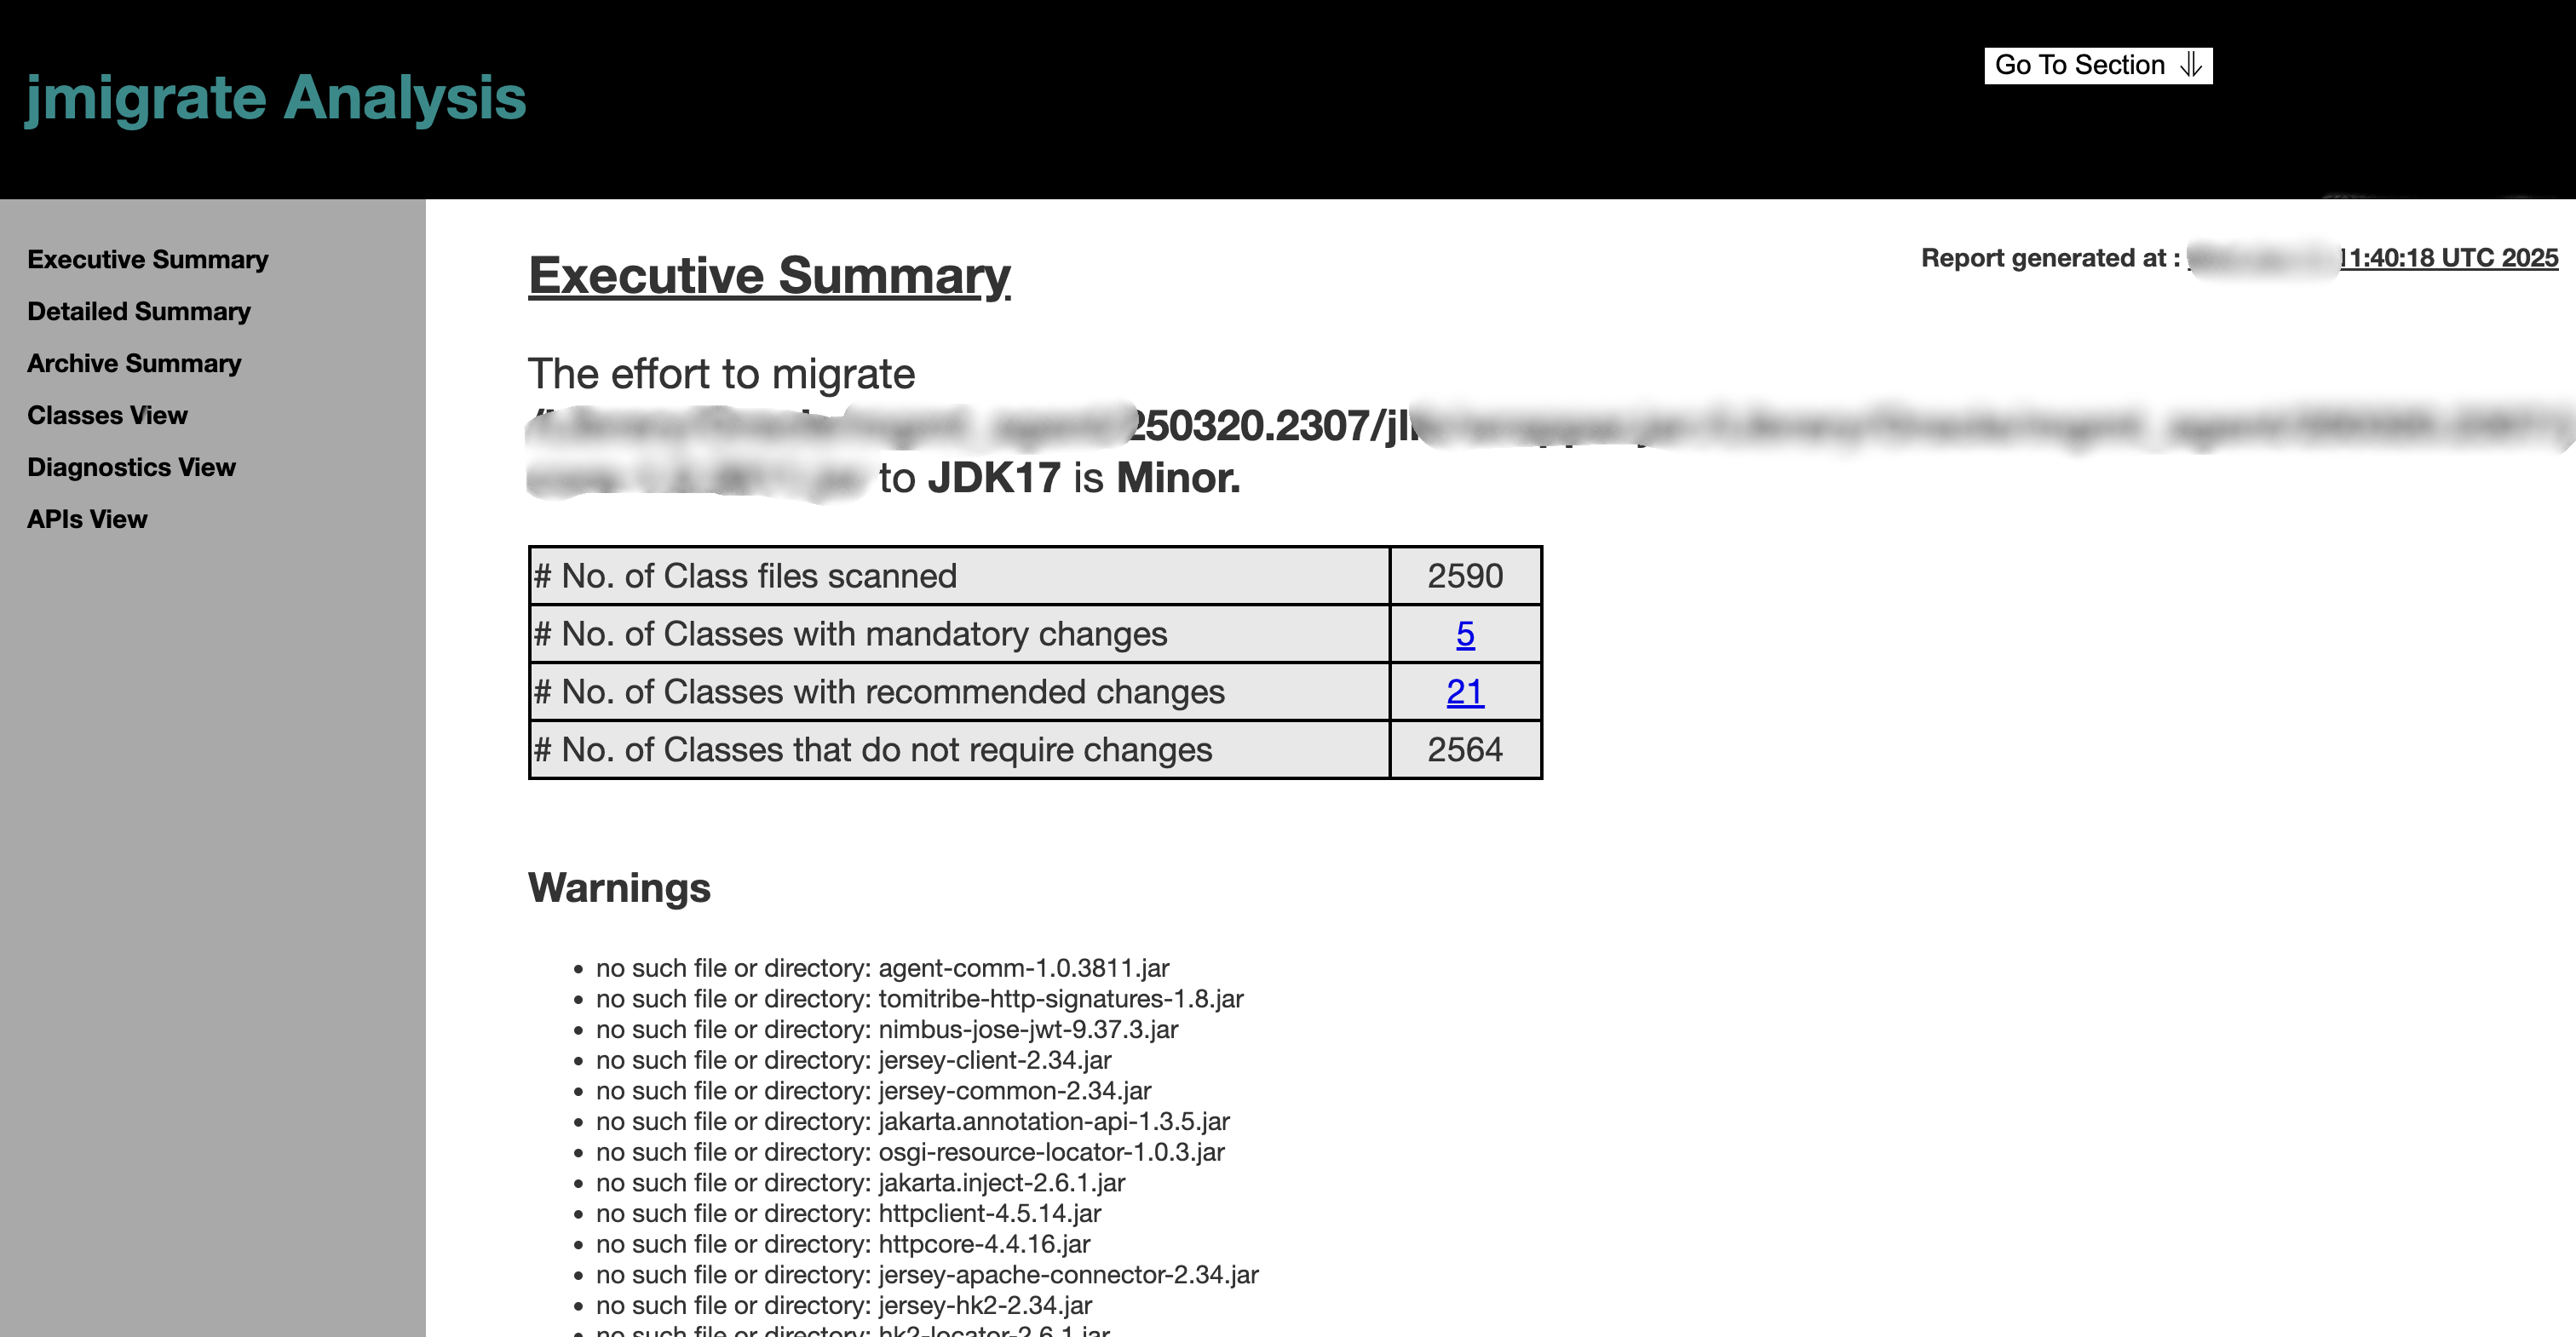 jmigrate Analysis
Go To Section ⥥
Executive Summary
Detailed Summary
Archive Summary
Classes View
Diagnostics View
APIs View
Executive Summary
Report generated at : 11:40:18 UTC 2025
The effort to migrate
250320.2307/jl
to JDK17 is Minor.
# No. of Class files scanned 2590
# No. of Classes with mandatory changes 5
# No. of Classes with recommended changes 21
# No. of Classes that do not require changes 2564
Warnings
• no such file or directory: agent-comm-1.0.3811.jar
• no such file or directory: tomitribe-http-signatures-1.8.jar
• no such file or directory: nimbus-jose-jwt-9.37.3.jar
• no such file or directory: jersey-client-2.34.jar
• no such file or directory: jersey-common-2.34.jar
• no such file or directory: jakarta.annotation-api-1.3.5.jar
• no such file or directory: osgi-resource-locator-1.0.3.jar
• no such file or directory: jakarta.inject-2.6.1.jar
• no such file or directory: httpclient-4.5.14.jar
• no such file or directory: httpcore-4.4.16.jar
• no such file or directory: jersey-apache-connector-2.34.jar
• no such file or directory: jersey-hk2-2.34.jar
• no such file or directory: hk2-locator-2.6.1.jar